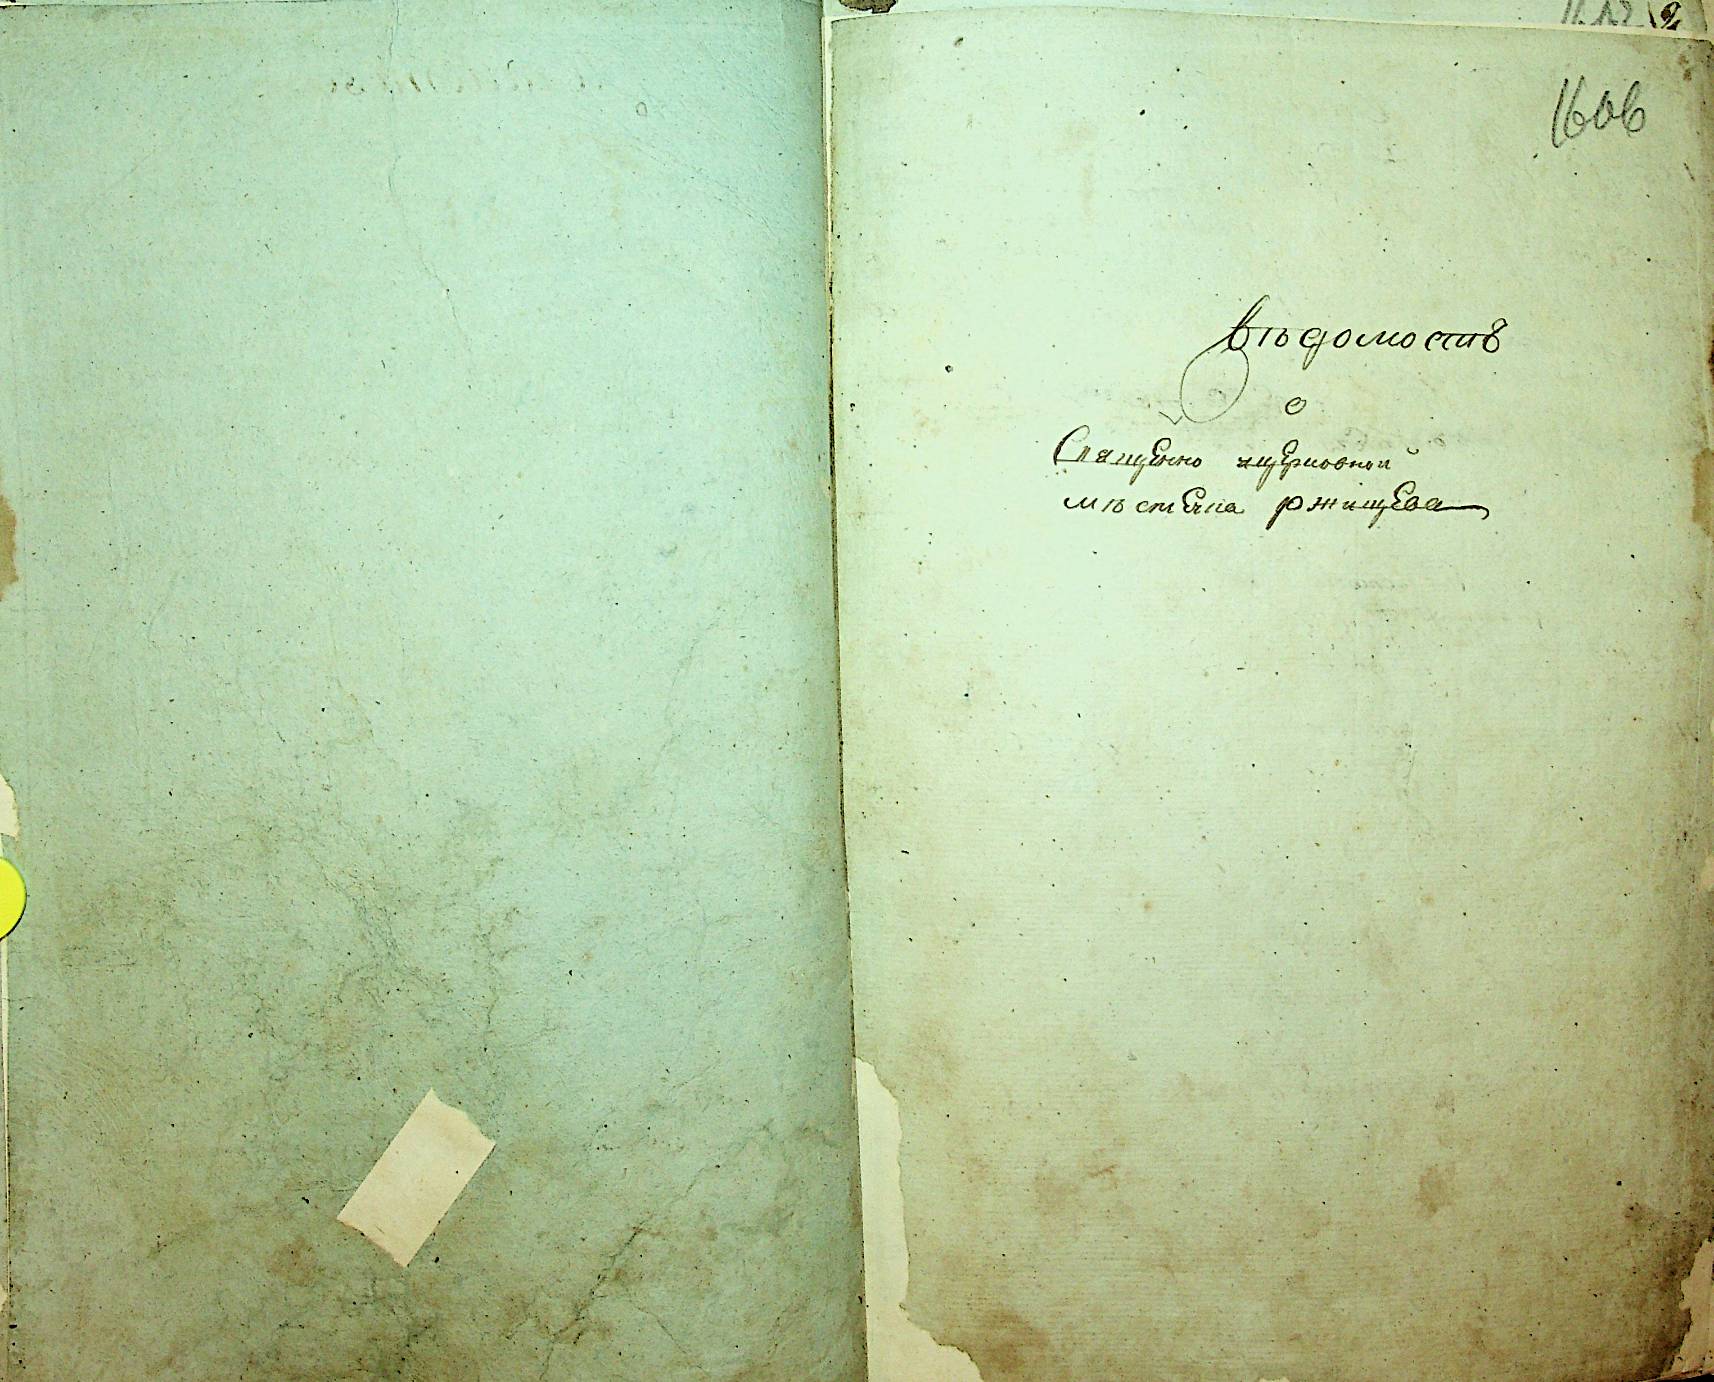 1606
Вѣдомость
о
Священно и церковной
мѣстечка Ржищева